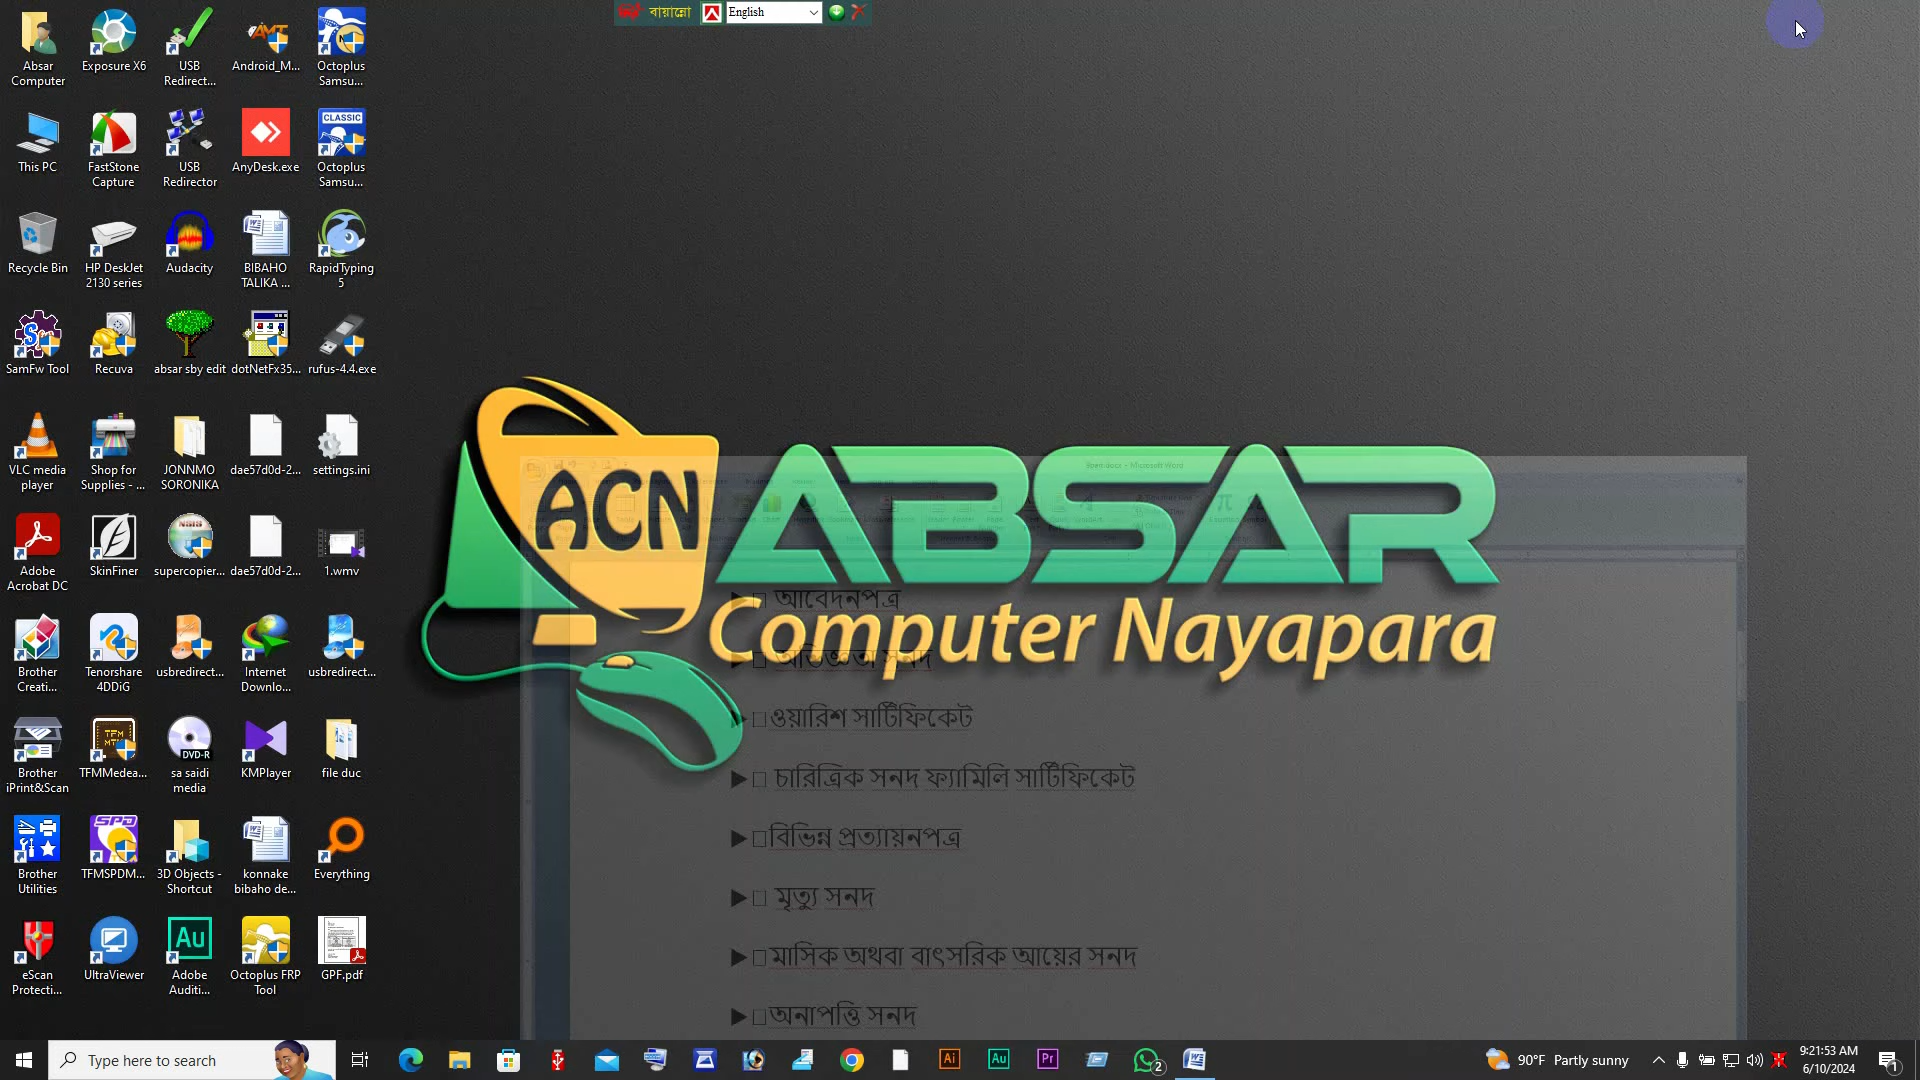 বায়ান্নো English
Absar Computer
Exposure X6
USB Redirect...
Android_M...
Octoplus Samsu...
This PC
FastStone Capture
USB Redirector
AnyDesk.exe
CLASSIC
Octoplus Samsu...
Recycle Bin
HP DeskJet 2130 series
Audacity
BIBAHO TALIKA ...
RapidTyping 5
SamFw Tool
Recuva
absar sby edit
dotNetFx35...
rufus-4.4.exe
VLC media player
Shop for Supplies - ...
JONNMO SORONIKA
dae57d0d-2...
settings.ini
Adobe Acrobat DC
SkinFiner
supercopier...
dae57d0d-2...
1.wmv
Brother Creati...
Tenorshare 4DDiG
usbredirect...
Internet Downlo...
usbredirect...
Brother iPrint&Scan
TFMMedea...
DVD-R
sa saidi media
KMPlayer
file duc
Brother Utilities
TFMSPDM...
3D Objects - Shortcut
konnake bibaho de...
Everything
eScan Protecti...
UltraViewer
Adobe Auditi...
Octoplus FRP Tool
GPF.pdf
ACN ABSAR
Computer Nayapara
আবেদনপত্র
অভিজ্ঞতা সনদ
ওয়ারিশ সার্টিফিকেট
চারিত্রিক সনদ ফ্যামিলি সার্টিফিকেট
বিভিন্ন প্রত্যায়নপত্র
মৃত্যু সনদ
মাসিক অথবা বাৎসরিক আয়ের সনদ
অনাপত্তি সনদ
Type here to search
90°F Partly sunny
9:21:53 AM
6/10/2024